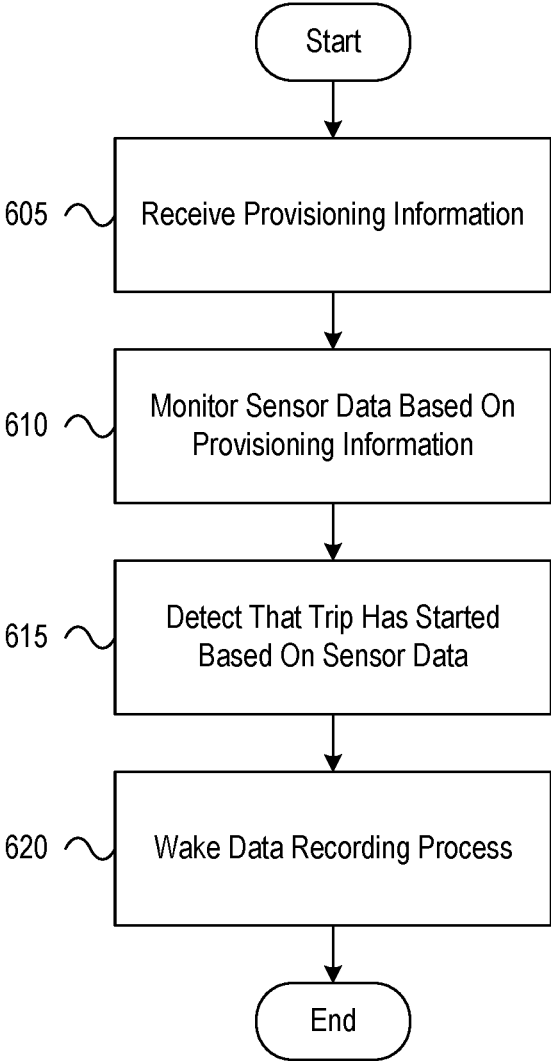 Start
605
Receive Provisioning Information
610
Monitor Sensor Data Based On
Provisioning Information
615
Detect That Trip Has Started
Based On Sensor Data
620
Wake Data Recording Process
End